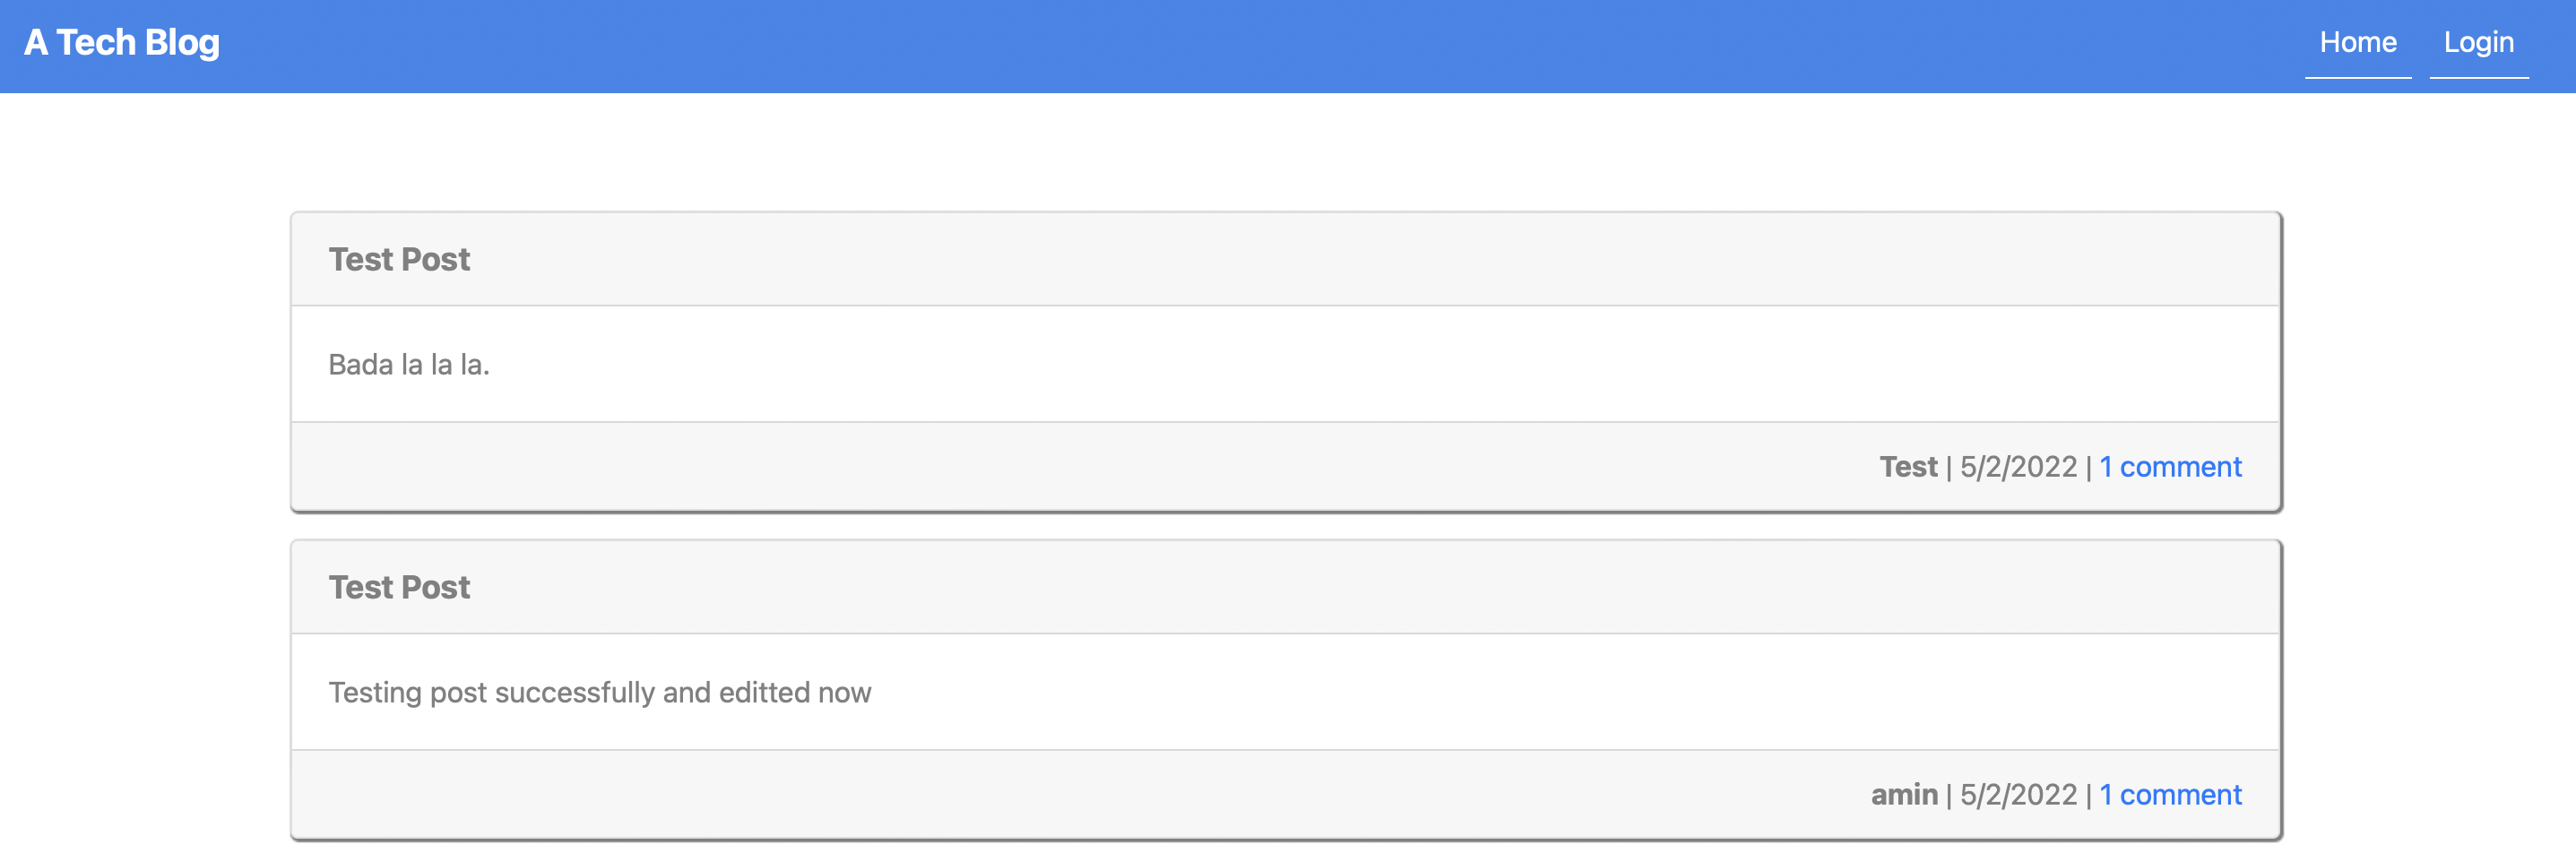 A Tech Blog
Home Login
Test Post
Bada la la la.
Test | 5/2/2022 | 1 comment
Test Post
Testing post successfully and editted now
amin | 5/2/2022 | 1 comment